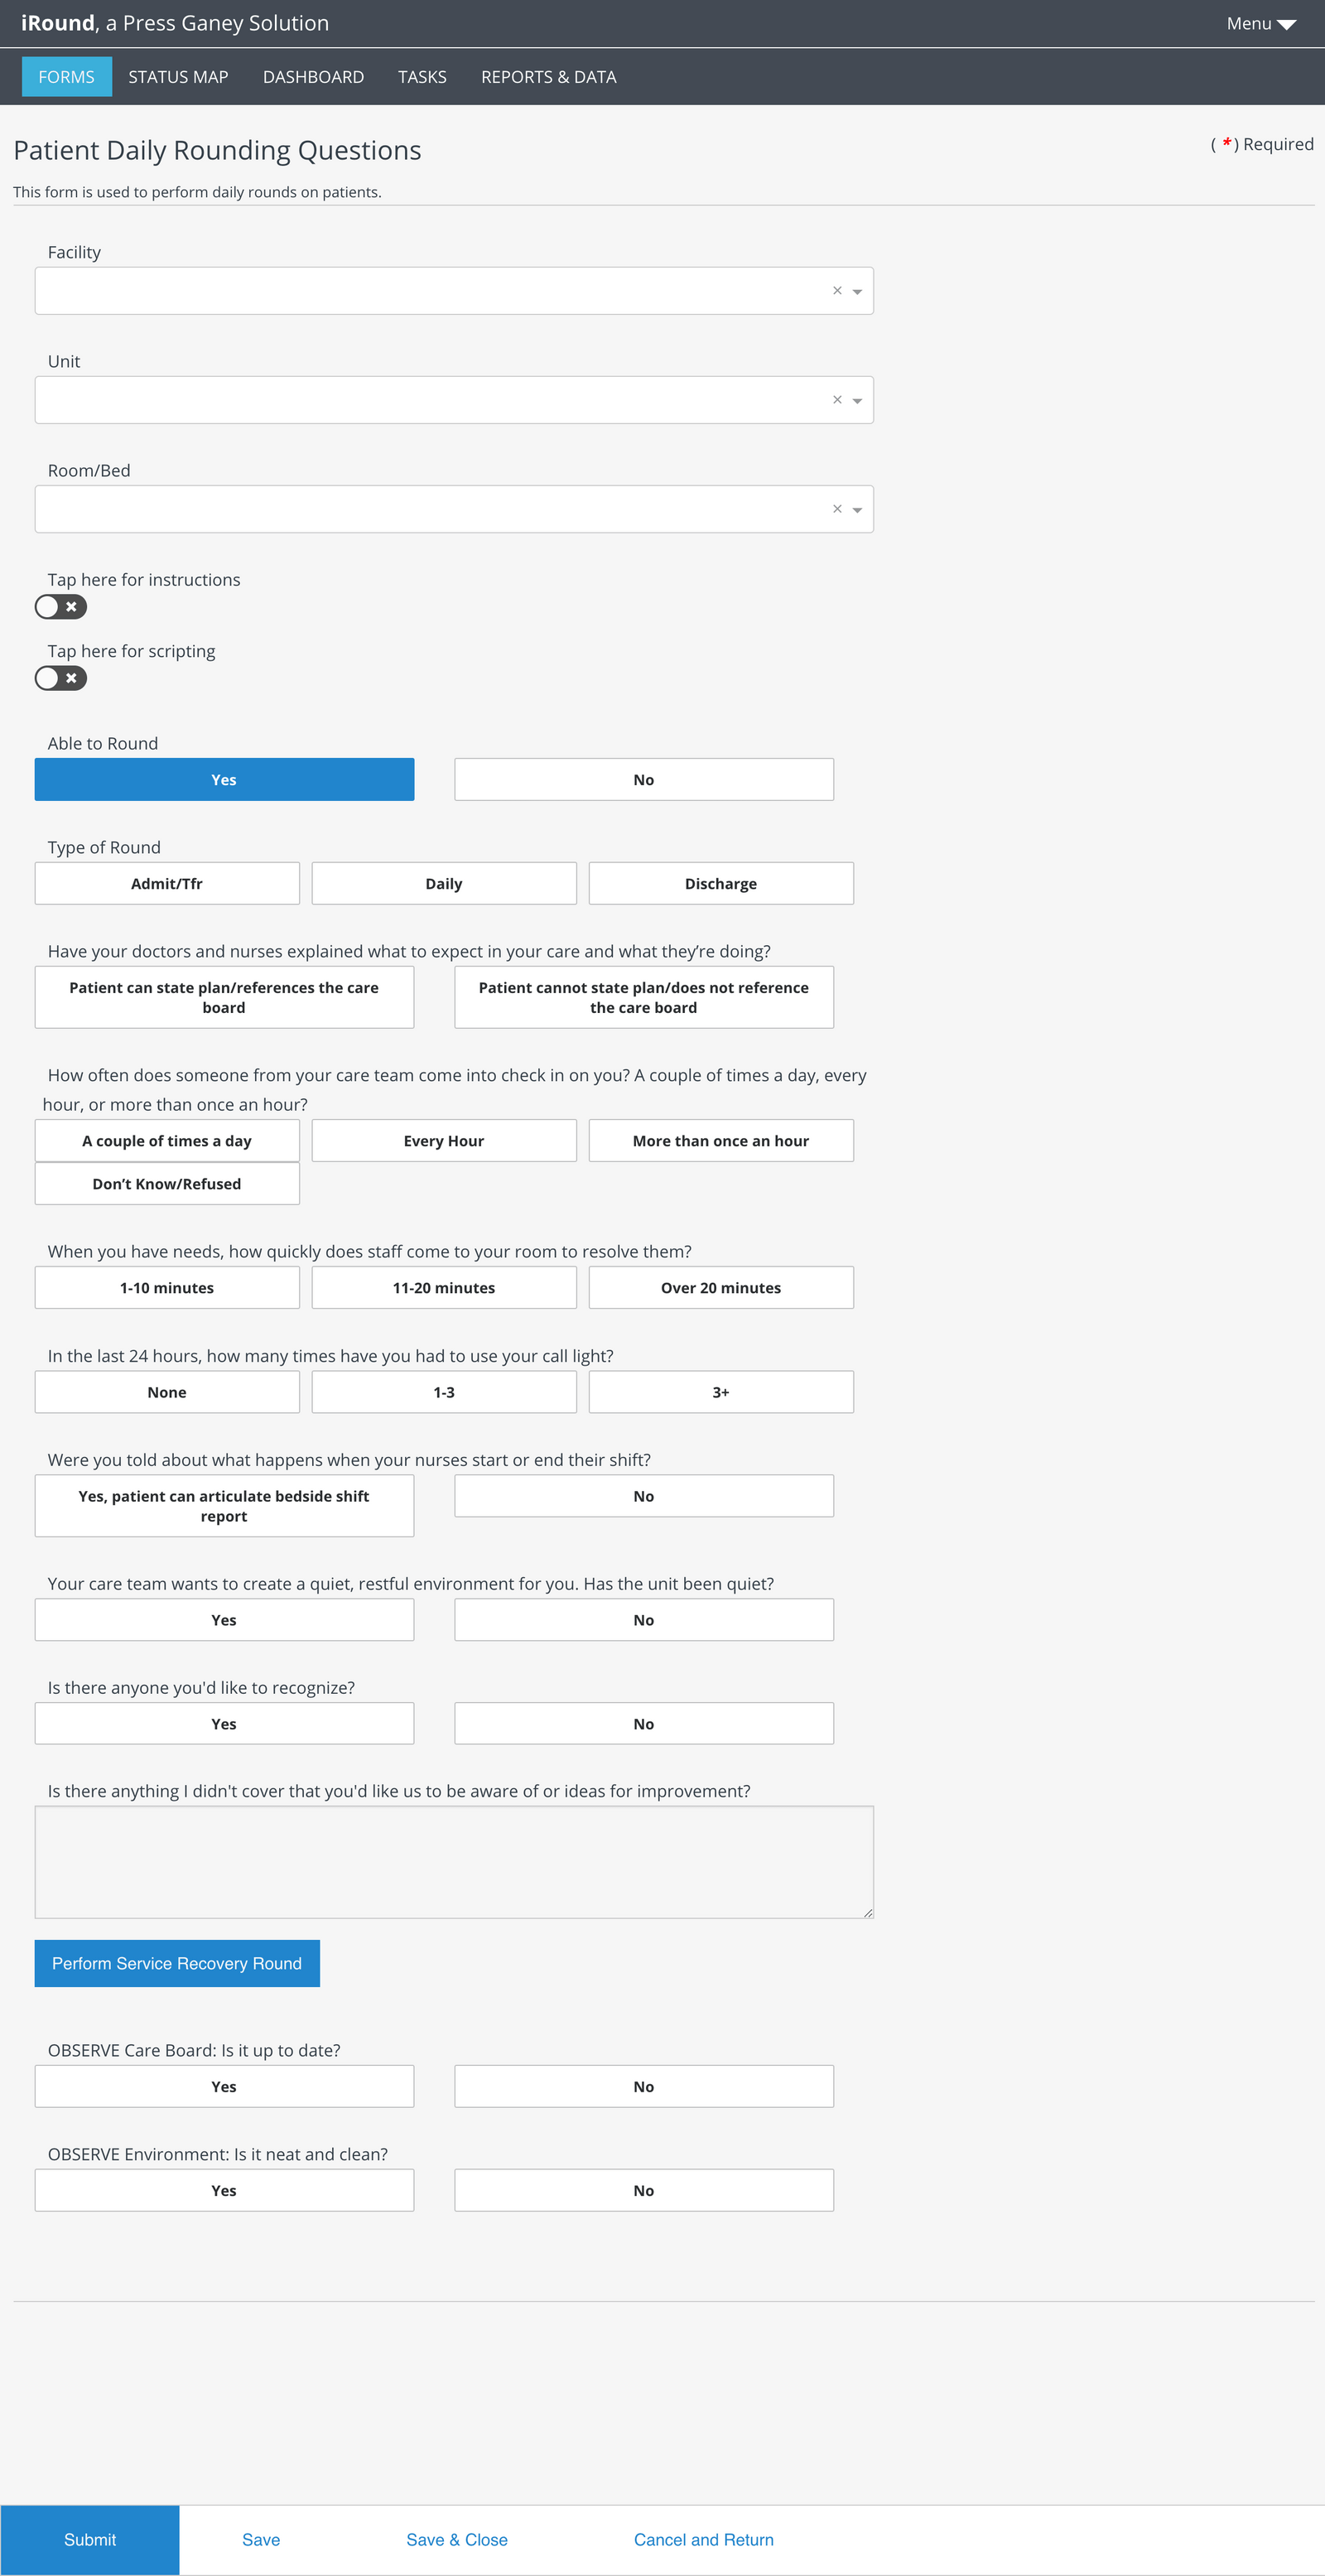 iRound, a Press Ganey Solution
Menu
FORMS STATUS MAP DASHBOARD TASKS REPORTS & DATA
Patient Daily Rounding Questions
( * ) Required
This form is used to perform daily rounds on patients.
Facility
Unit
Room/Bed
Tap here for instructions
Tap here for scripting
Able to Round
Yes No
Type of Round
Admit/Tfr Daily Discharge
Have your doctors and nurses explained what to expect in your care and what they’re doing?
Patient can state plan/references the care
board
Patient cannot state plan/does not reference
the care board
How often does someone from your care team come into check in on you? A couple of times a day, every
hour, or more than once an hour?
A couple of times a day Every Hour More than once an hour
Don’t Know/Refused
When you have needs, how quickly does staff come to your room to resolve them?
1-10 minutes 11-20 minutes Over 20 minutes
In the last 24 hours, how many times have you had to use your call light?
None 1-3 3+
Were you told about what happens when your nurses start or end their shift?
Yes, patient can articulate bedside shift
report
No
Your care team wants to create a quiet, restful environment for you. Has the unit been quiet?
Yes No
Is there anyone you'd like to recognize?
Yes No
Is there anything I didn't cover that you'd like us to be aware of or ideas for improvement?
Perform Service Recovery Round
OBSERVE Care Board: Is it up to date?
Yes No
OBSERVE Environment: Is it neat and clean?
Yes No
Submit Save Save & Close Cancel and Return